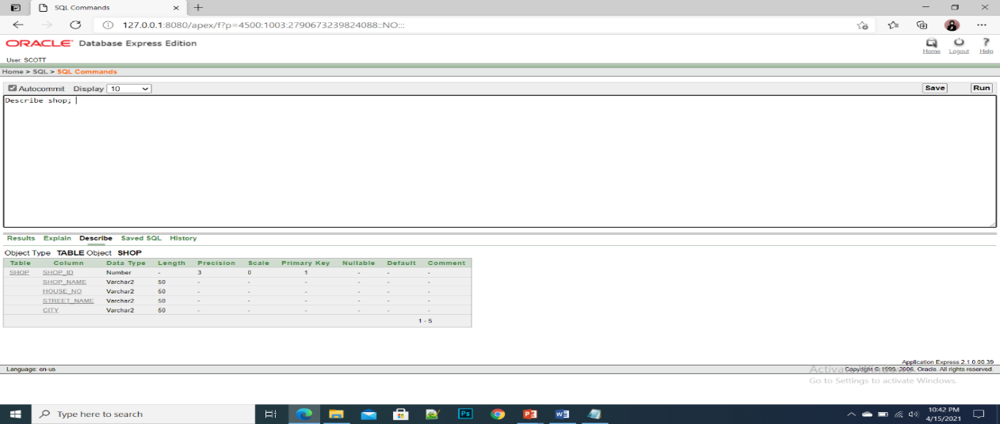 SQL Commands
127.0.0.1:8080/apex/f?p=4500:1003:2790673239824088::NO:::
ORACLE Database Express Edition
User: SCOTT
Home Logout Help
Home > SQL > SQL Commands
Autocommit Display 10
Save Run
Describe shop;
Results Explain Describe Saved SQL History
Object Type TABLE Object SHOP
Table Column Data Type Length Precision Scale Primary Key Nullable Default Comment
SHOP SHOP_ID Number - 3 0 1 - - -
SHOP_NAME Varchar2 50 - - - - - -
HOUSE_NO Varchar2 50 - - - - - -
STREET_NAME Varchar2 50 - - - - - -
CITY Varchar2 50 - - - - - -
1 - 5
Application Express 2.1.0.00.39
Language: en-us
Copyright © 1999, 2006, Oracle. All rights reserved.
Activate Windows
Go to Settings to activate Windows.
Type here to search
Ps
10:42 PM
4/15/2021